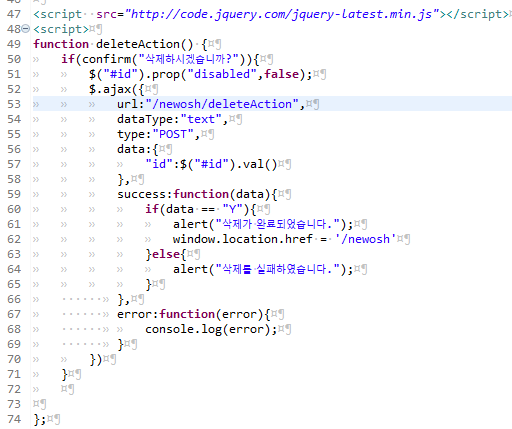 47 <script src="http://code.jquery.com/jquery-latest.min.js"></script>
48 <script>
49 function deleteAction() {
50 if(confirm("삭제하시겠습니까?")){
51 $("#id").prop("disabled",false);
52 $.ajax({
53 url:"/newosh/deleteAction",
54 dataType:"text",
55 type:"POST",
56 data:{
57 "id":$("#id").val()
58 },
59 success:function(data){
60 if(data == "Y"){
61 alert("삭제가 완료되었습니다.");
62 window.location.href = '/newosh'
63 }else{
64 alert("삭제를 실패하였습니다.");
65 }
66 },
67 error:function(error){
68 console.log(error);
69 }
70 })
71 }
72
73
74 };